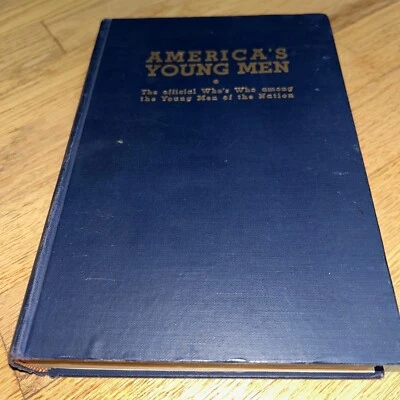 AMERICA'S
YOUNG MEN
The official Who's Who among
the Young Men of the Nation